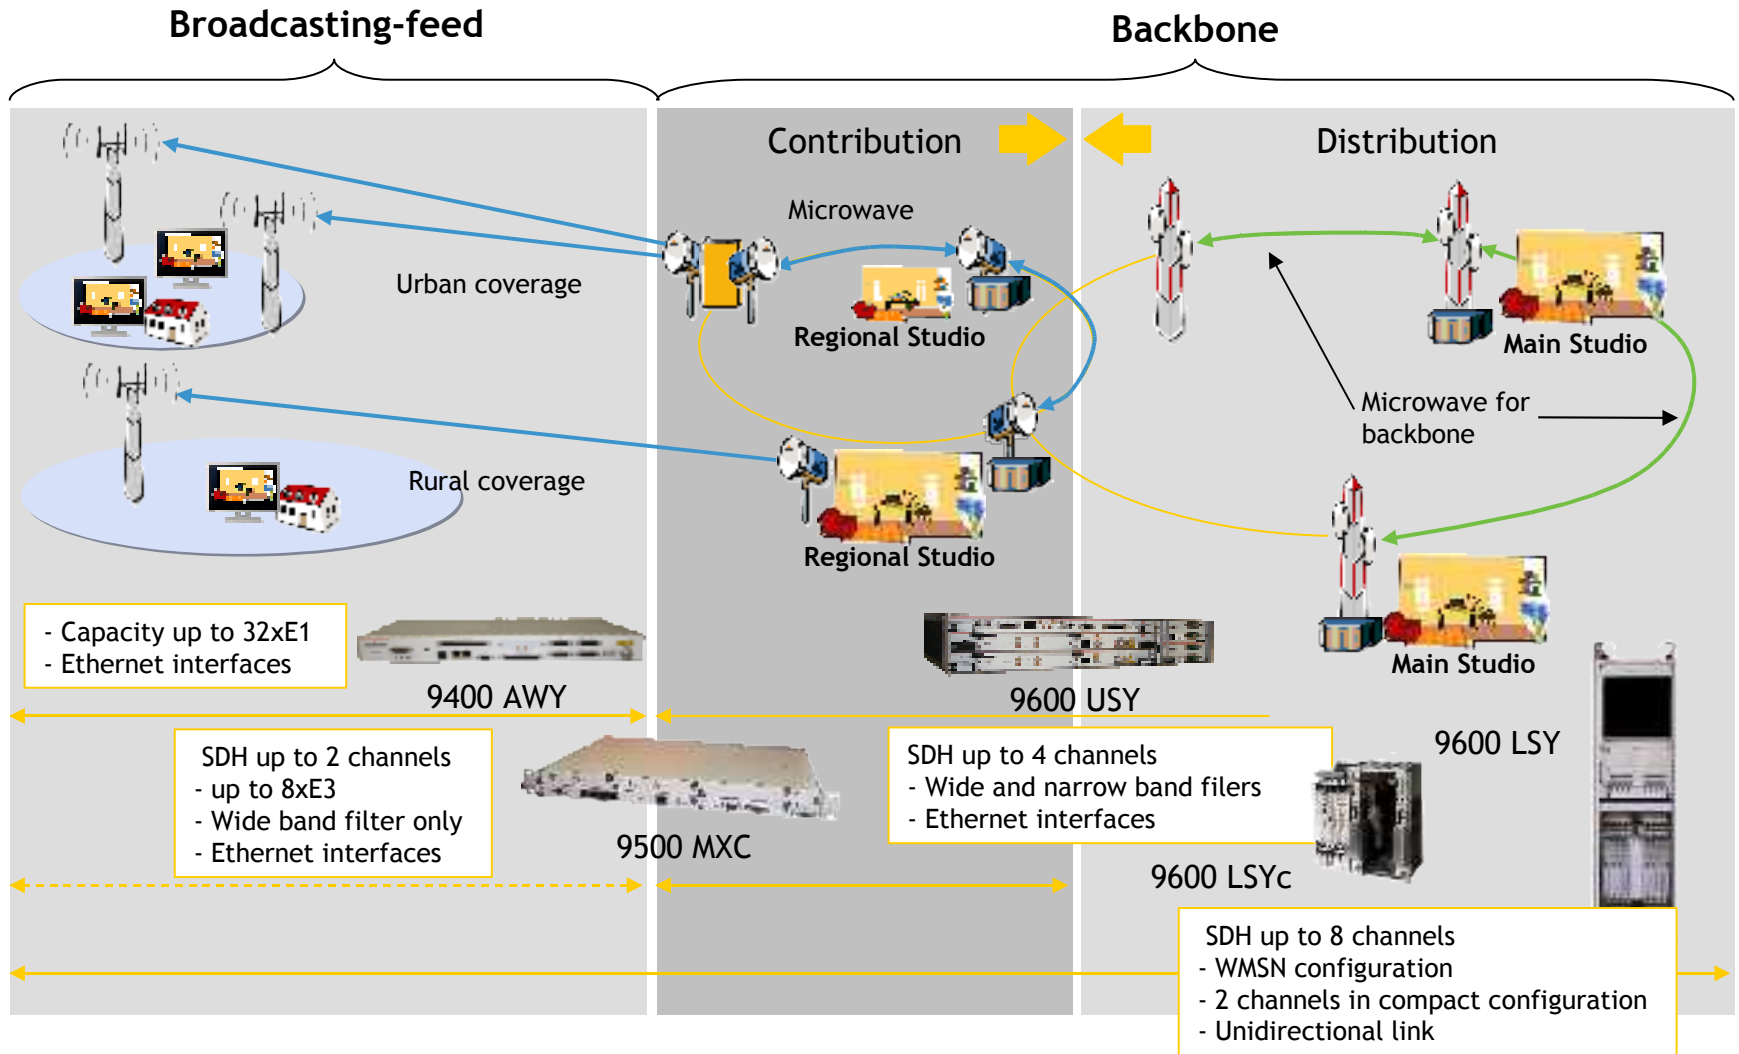 Broadcasting-feed
Backbone
Contribution
Distribution
Microwave
Urban coverage
Regional Studio
Main Studio
Microwave for
backbone
Rural coverage
Regional Studio
- Capacity up to 32xE1
- Ethernet interfaces
Main Studio
9400 AWY
9600 USY
SDH up to 2 channels
- up to 8xE3
- Wide band filter only
- Ethernet interfaces
9500 MXC
SDH up to 4 channels
- Wide and narrow band filers
- Ethernet interfaces
9600 LSY
9600 LSYc
SDH up to 8 channels
- WMSN configuration
- 2 channels in compact configuration
- Unidirectional link